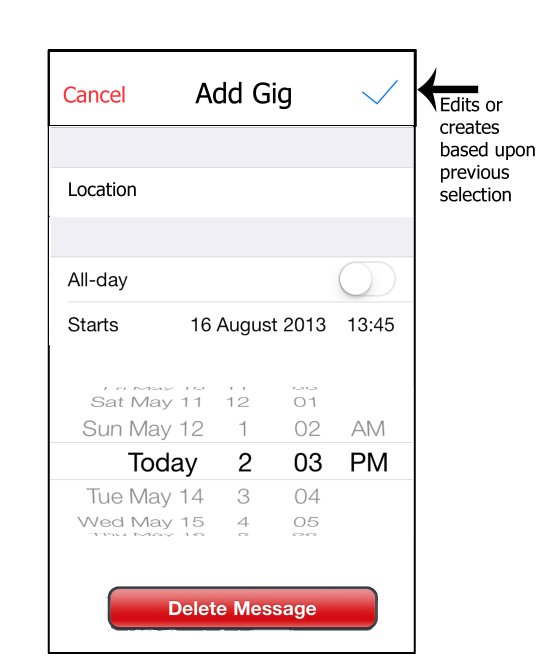 Cancel Add Gig
Edits or
creates
based upon
previous
selection
Location
All-day
Starts 16 August 2013 13:45
Sat May 11 12 01
Sun May 12 1 02 AM
Today 2 03 PM
Tue May 14 3 04
Wed May 15 4 05
Delete Message